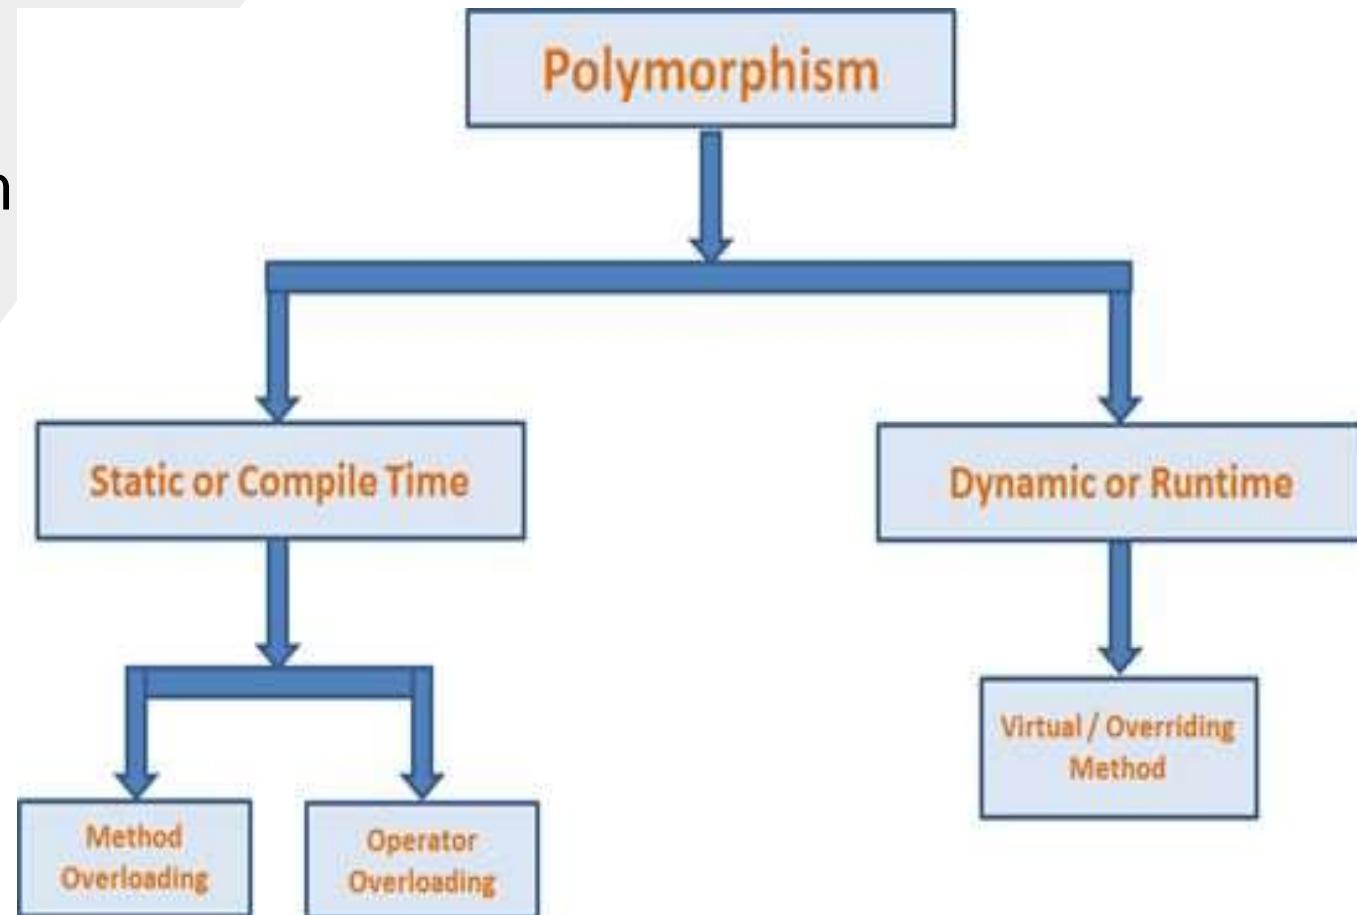 Polymorphism
n
Static or Compile Time
Dynamic or Runtime
Virtual / Overriding
Method
Method
Overloading
Operator
Overloading